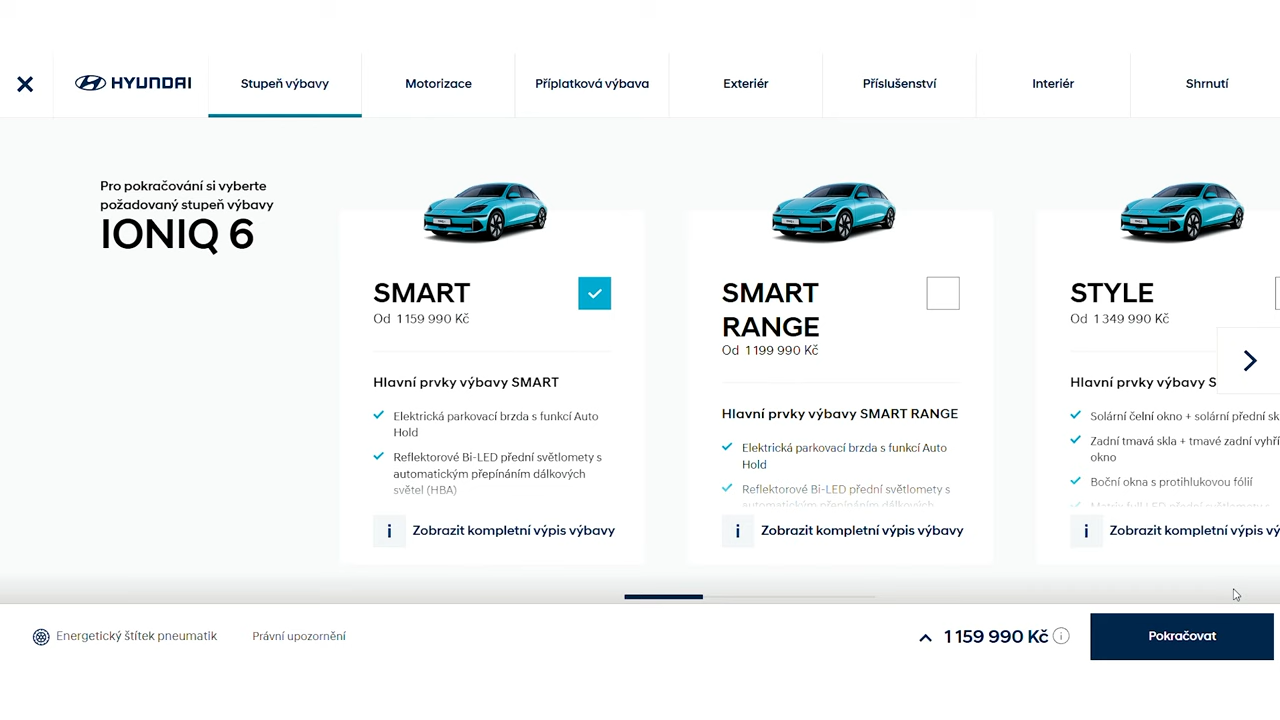 HYUNDAI
Stupeň výbavy
Motorizace
Příplatková výbava
Exteriér
Příslušenství
Interiér
Shrnutí
Pro pokračování si vyberte
požadovaný stupeň výbavy
IONIQ 6
SMART
Od 1 159 990 Kč
Hlavní prvky výbavy SMART
Elektrická parkovací brzda s funkcí Auto
Hold
Reflektorové Bi-LED přední světlomety s
automatickým přepínáním dálkových
světel (HBA)
i Zobrazit kompletní výpis výbavy
SMART
RANGE
Od 1 199 990 Kč
Hlavní prvky výbavy SMART RANGE
Elektrická parkovací brzda s funkcí Auto
Hold
Reflektorové Bi-LED přední světlomety s
automatickým přepínáním dálkových
i Zobrazit kompletní výpis výbavy
STYLE
Od 1 349 990 Kč
Hlavní prvky výbavy S
Solární čelní okno + solární přední sk
Zadní tmavá skla + tmavé zadní vyhří
okno
Boční okna s protihlukovou fólií
i Zobrazit kompletní výpis vý
Energetický štítek pneumatik
Právní upozornění
1 159 990 Kč
Pokračovat